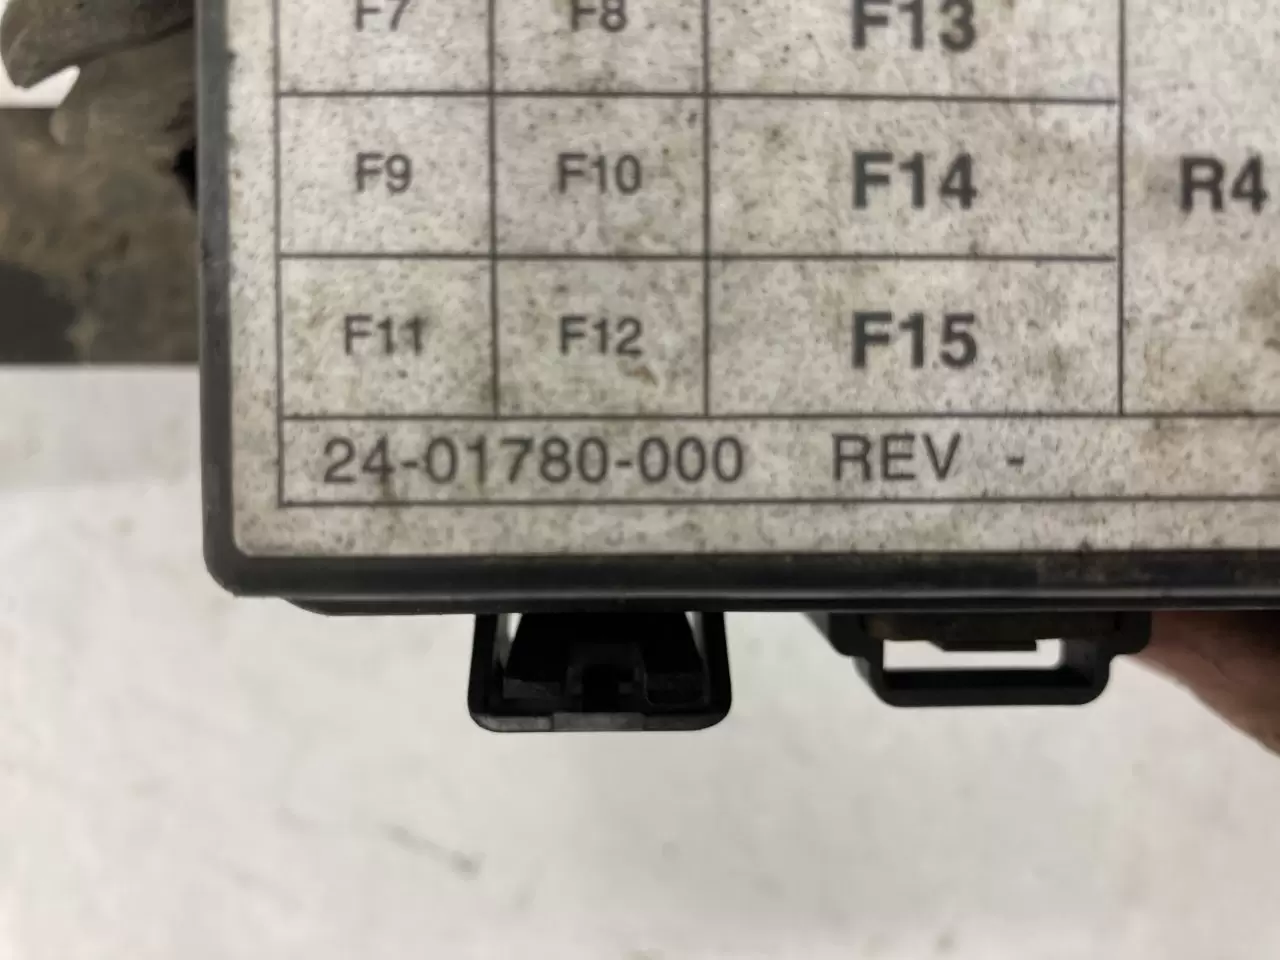 F7 F8 F13
F9 F10 F14 R4
F11 F12 F15
24-01780-000 REV -